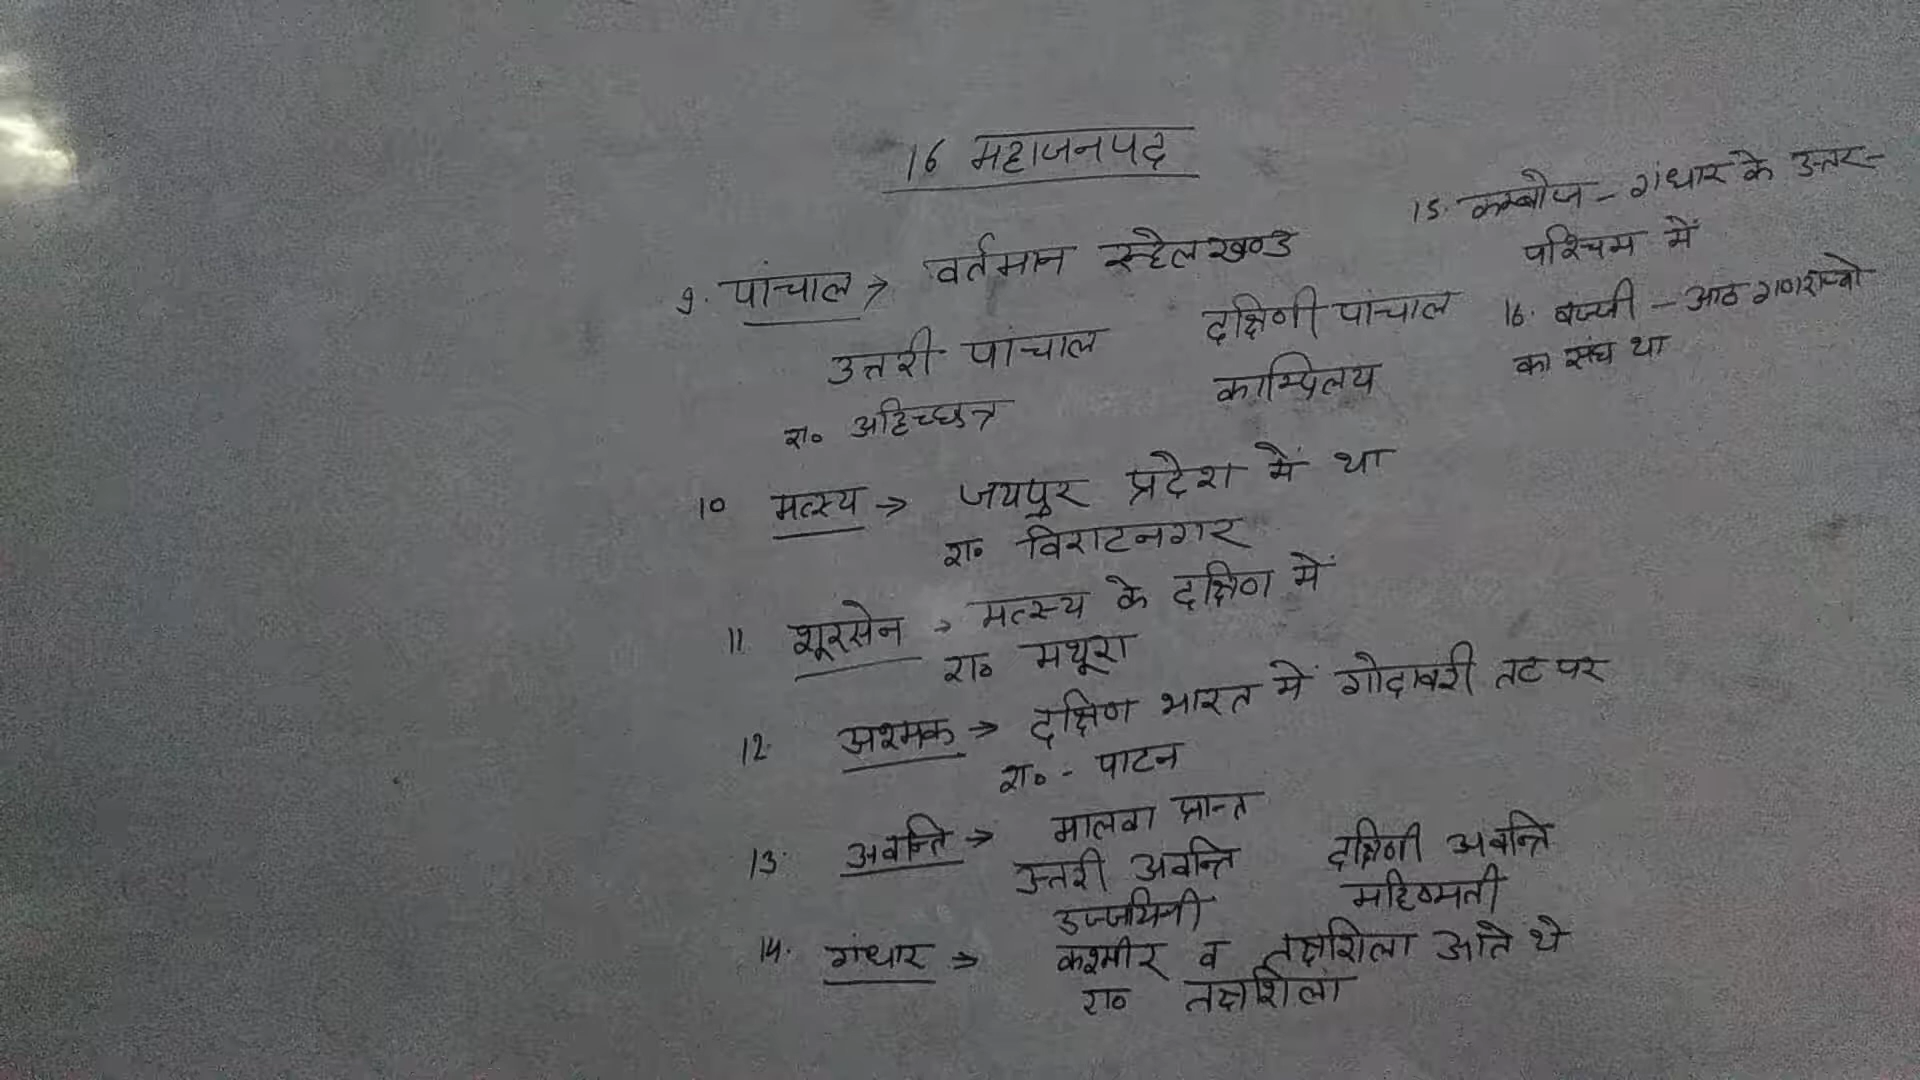 16 महाजनपद
9. पांचाल → वर्तमान रूहैलखण्ड
उत्तरी पांचाल दक्षिणी पांचाल
रा० अहिच्छत्र काम्पिलय
10 मत्स्य → जयपुर प्रदेश में था
रा० विराटनगर
11 शूरसेन → मत्स्य के दक्षिण में
रा० मथूरा
12. अश्मक → दक्षिण भारत में गोदावरी तट पर
रा० - पाटन
13. अवन्ति → मालवा प्रान्त
उत्तरी अवन्ति दक्षिणी अवन्ति
उज्जयिनी महिष्मती
14. गंधार → कश्मीर व तक्षशिला आते थे
रा० तक्षशिला
15. कम्बोज - गंधार के उत्तर-
पश्चिम में
16. वज्जी - आठ गणराज्यो
का संघ था